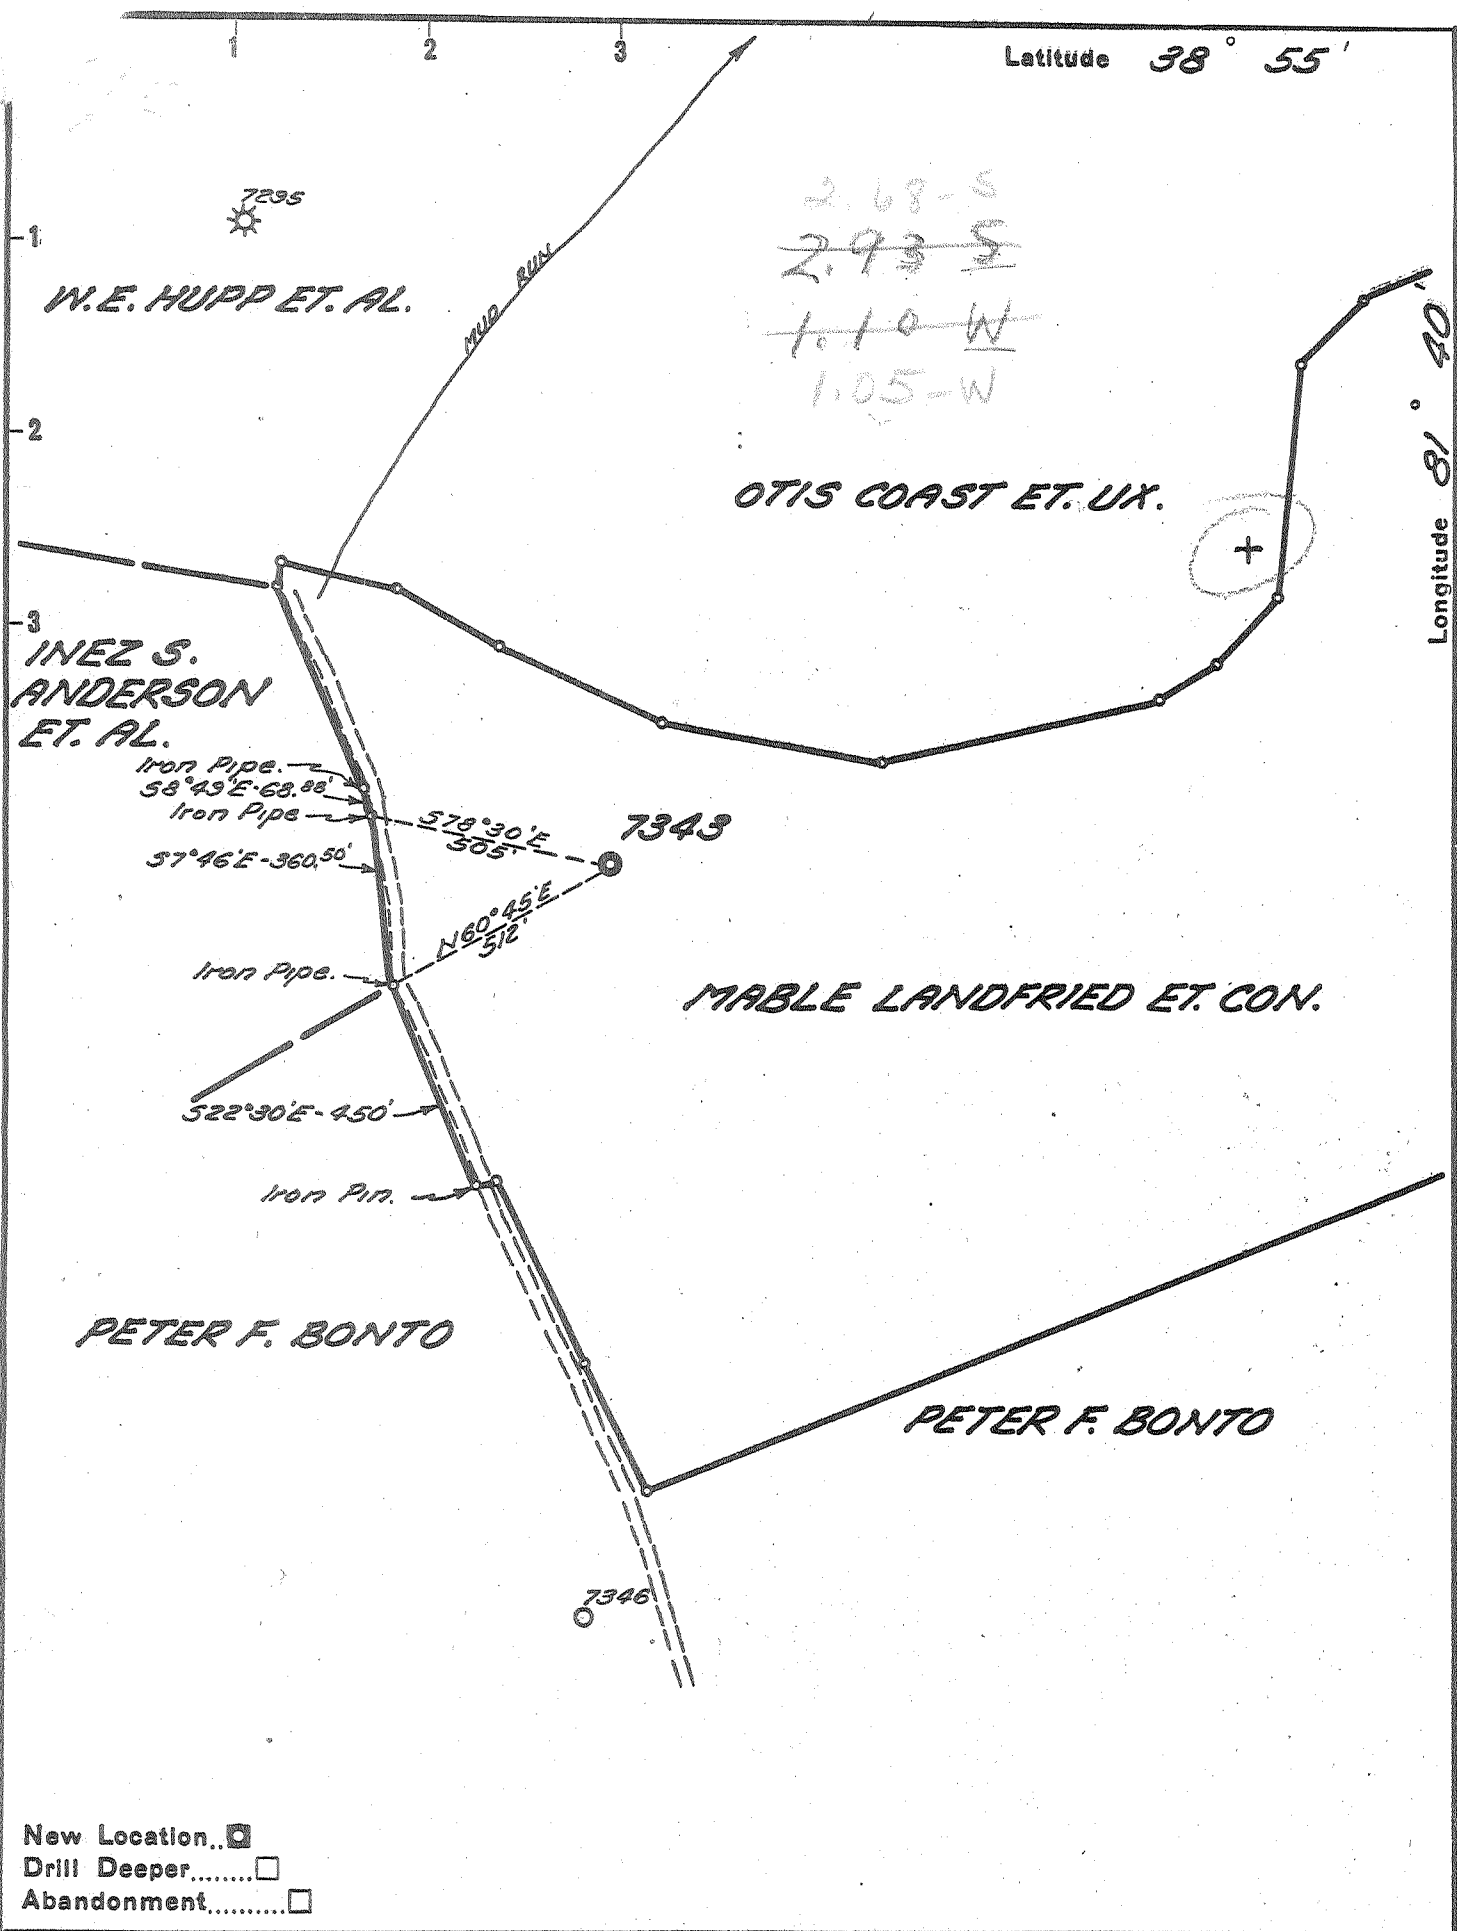 1 2 3
Latitude 38° 55'
7295
1
2.68-S
2.93 S
W.E. HUPP ET. AL.
MUD RUN
1.10 W
1.05-W
2
Longitude 81° 40'
OTIS COAST ET. UX.
+
3
INEZ S.
ANDERSON
ET. AL.
Iron Pipe.
S8°49'E-68.88'
Iron Pipe
S78°30'E
505'
7343
S7°46'E-360.50'
N60°45'E
512'
Iron Pipe.
MABLE LANDFRIED ET. CON.
S22°30'E-450'
Iron Pin.
PETER F. BONTO
PETER F. BONTO
7346
New Location..
Drill Deeper........
Abandonment..........